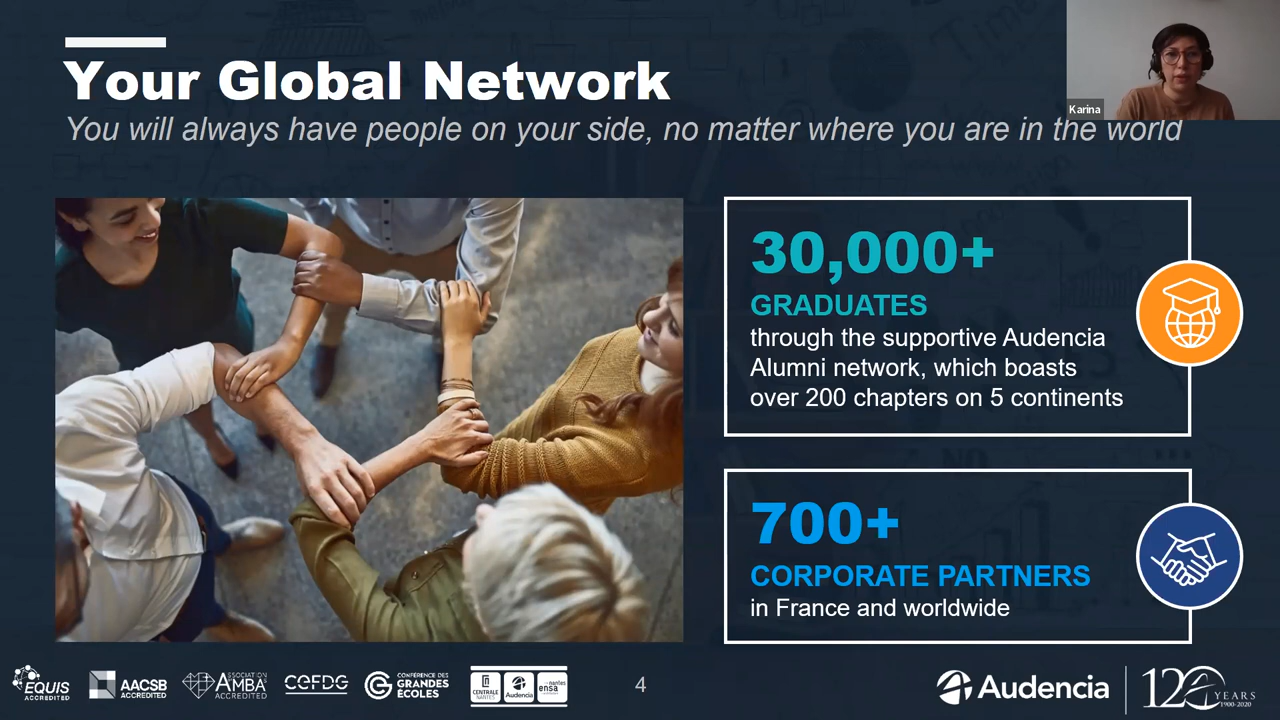 Your Global Network
You will always have people on your side, no matter where you are in the world
Karina
30,000+
GRADUATES
through the supportive Audencia
Alumni network, which boasts
over 200 chapters on 5 continents
700+
CORPORATE PARTNERS
in France and worldwide
EQUIS
ACCREDITED
AACSB
ACCREDITED
ASSOCIATION
AMBA
ACCREDITED
CEFDG
CONFÉRENCE DES
GRANDES
ÉCOLES
CENTRALE
NANTES
Audencia
nantes
ensa
4
Audencia
120
YEARS
1900-2020